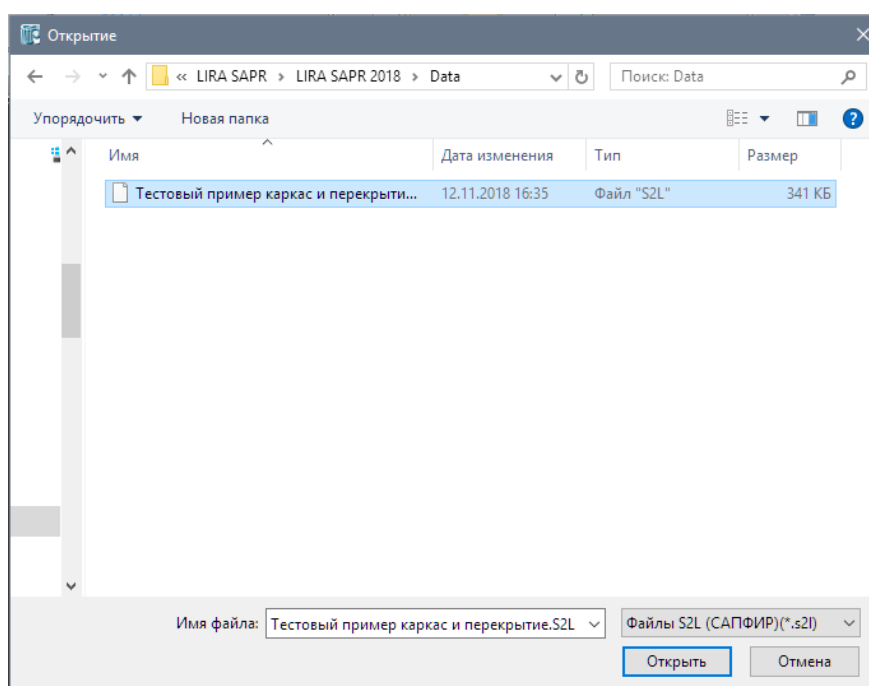 Открытие
« LIRA SAPR › LIRA SAPR 2018 › Data
Поиск: Data
Упорядочить
Новая папка
Имя
Дата изменения
Тип
Размер
Тестовый пример каркас и перекрыти...
12.11.2018 16:35
Файл "S2L"
341 КБ
Имя файла:
Тестовый пример каркас и перекрытие.S2L
Файлы S2L (САПФИР)(*.s2l)
Открыть
Отмена